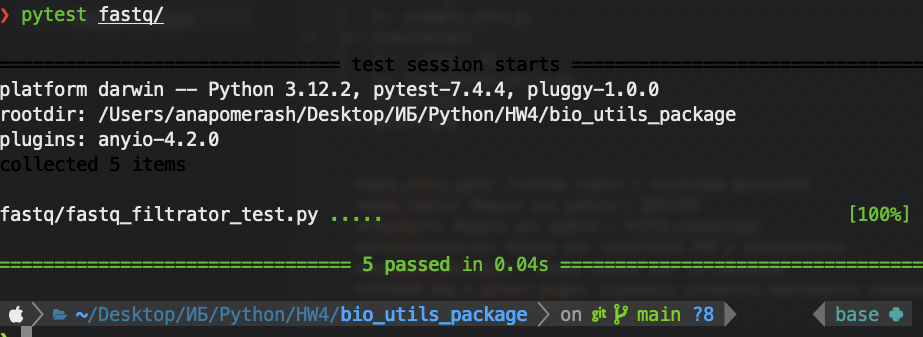 ❯ pytest fastq/
============================== test session starts ===============================
platform darwin -- Python 3.12.2, pytest-7.4.4, pluggy-1.0.0
rootdir: /Users/anapomerash/Desktop/ИБ/Python/HW4/bio_utils_package
plugins: anyio-4.2.0
collected 5 items
fastq/fastq_filtrator_test.py ..... [100%]
=============================== 5 passed in 0.04s ================================
~/Desktop/ИБ/Python/HW4/bio_utils_package on git main ?8 base